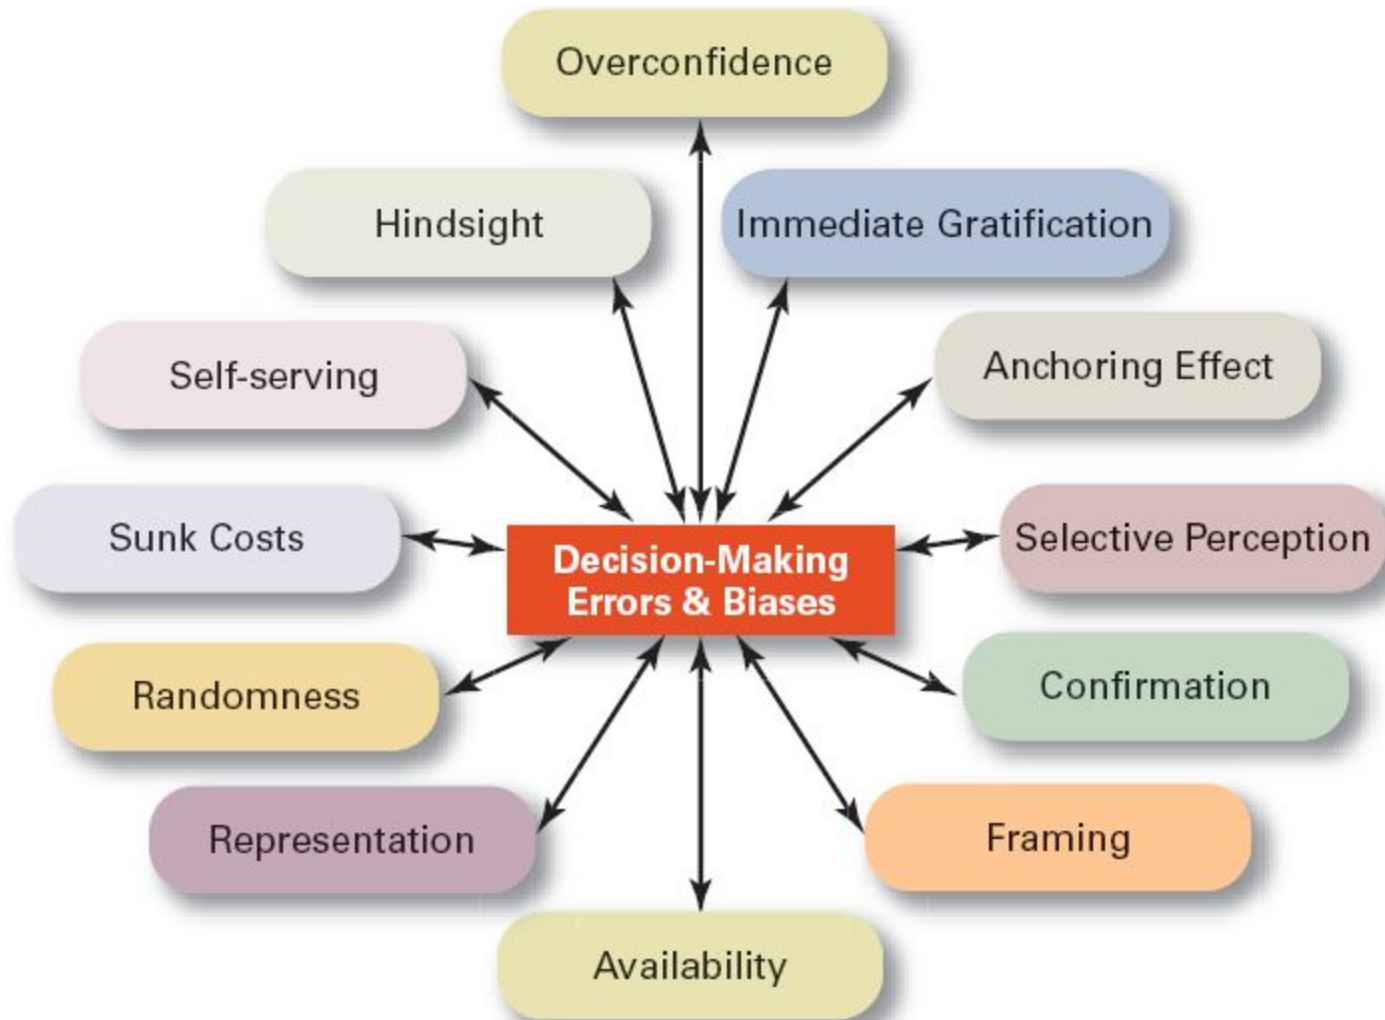 Overconfidence
Hindsight
Immediate Gratification
Self-serving
Anchoring Effect
Sunk Costs
Decision-Making
Errors & Biases
Selective Perception
Randomness
Confirmation
Representation
Framing
Availability